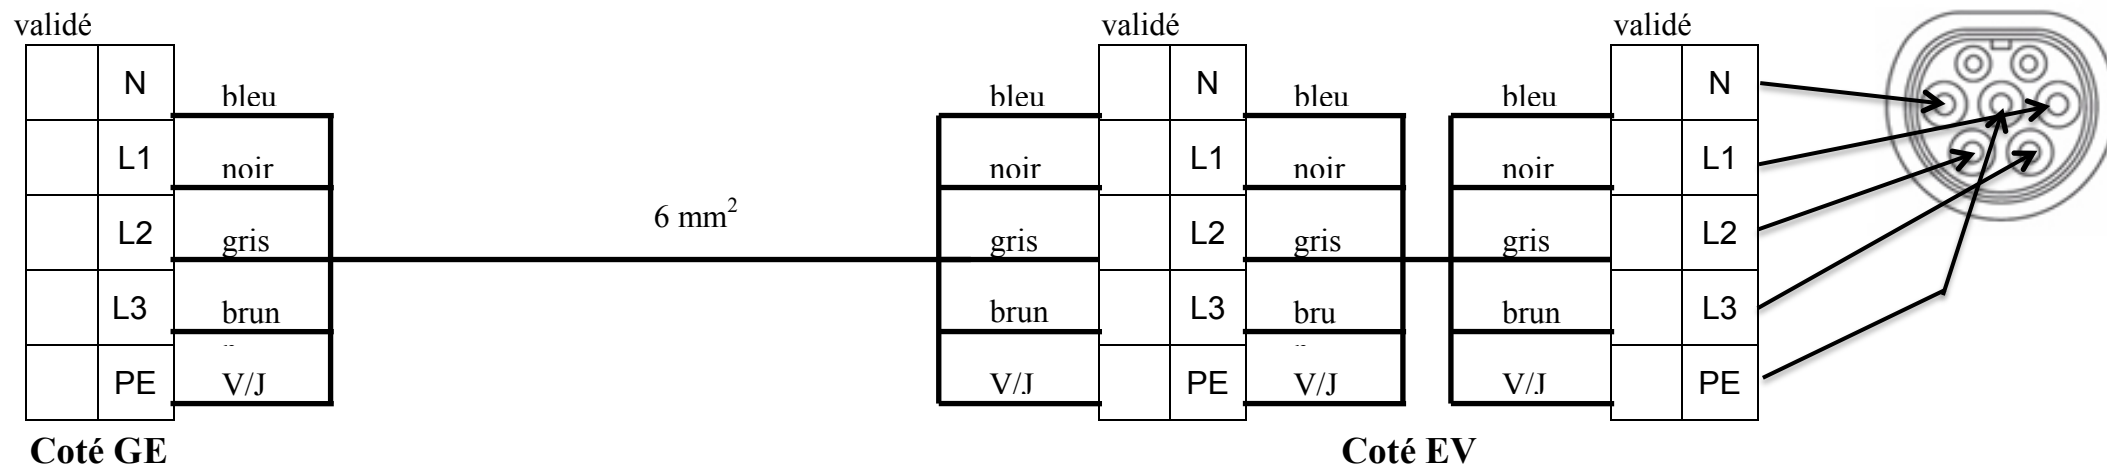 validé validé validé
N bleu bleu N bleu bleu N
L1 noir noir L1 noir noir L1
6 mm²
L2 gris gris L2 gris gris L2
L3 brun brun L3 bru brun L3
PE V/J V/J PE V/J V/J PE
Coté GE Coté EV